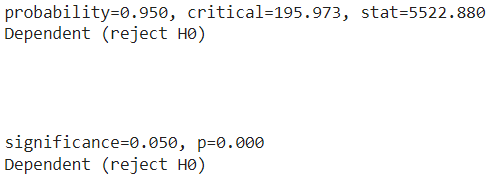 probability=0.950, critical=195.973, stat=5522.880
Dependent (reject H0)
significance=0.050, p=0.000
Dependent (reject H0)